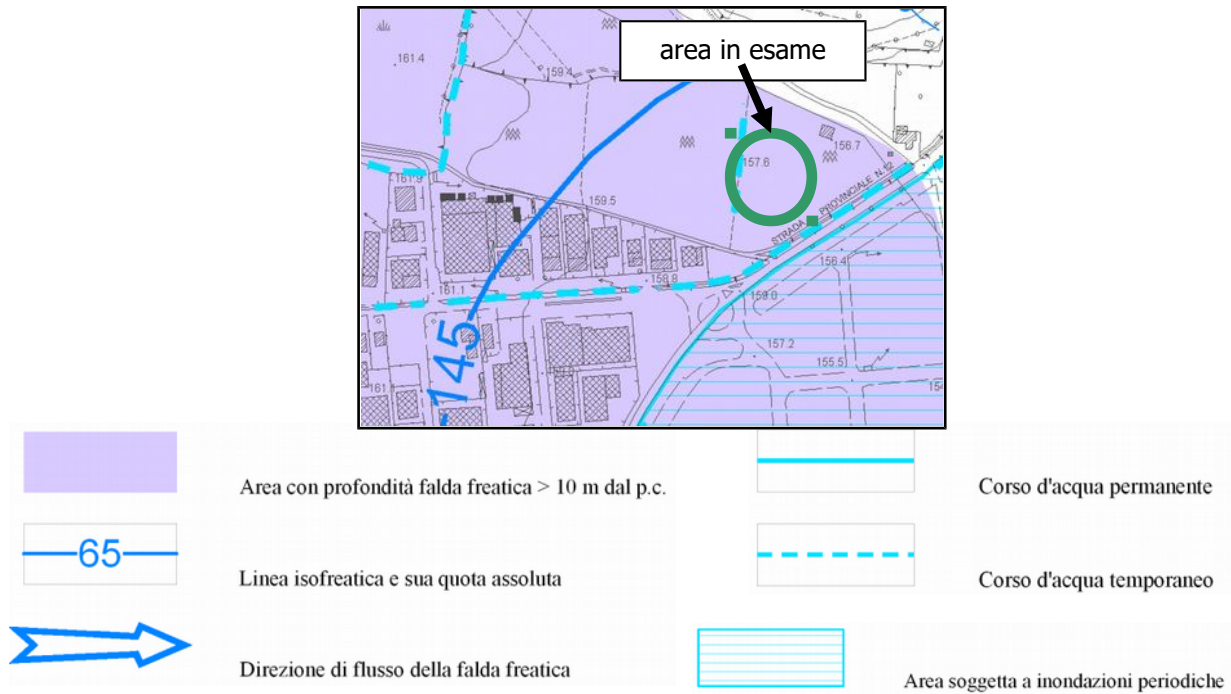 area in esame
161.4
159.4
157.6
156.7
161.9
159.5
STRADA PROVINCIALE N.12
156.4
158.8
161.1
159.0
157.2
155.5
145
161
154
Area con profondità falda freatica > 10 m dal p.c.
Corso d'acqua permanente
65
Linea isofreatica e sua quota assoluta
Corso d'acqua temporaneo
Direzione di flusso della falda freatica
Area soggetta a inondazioni periodiche